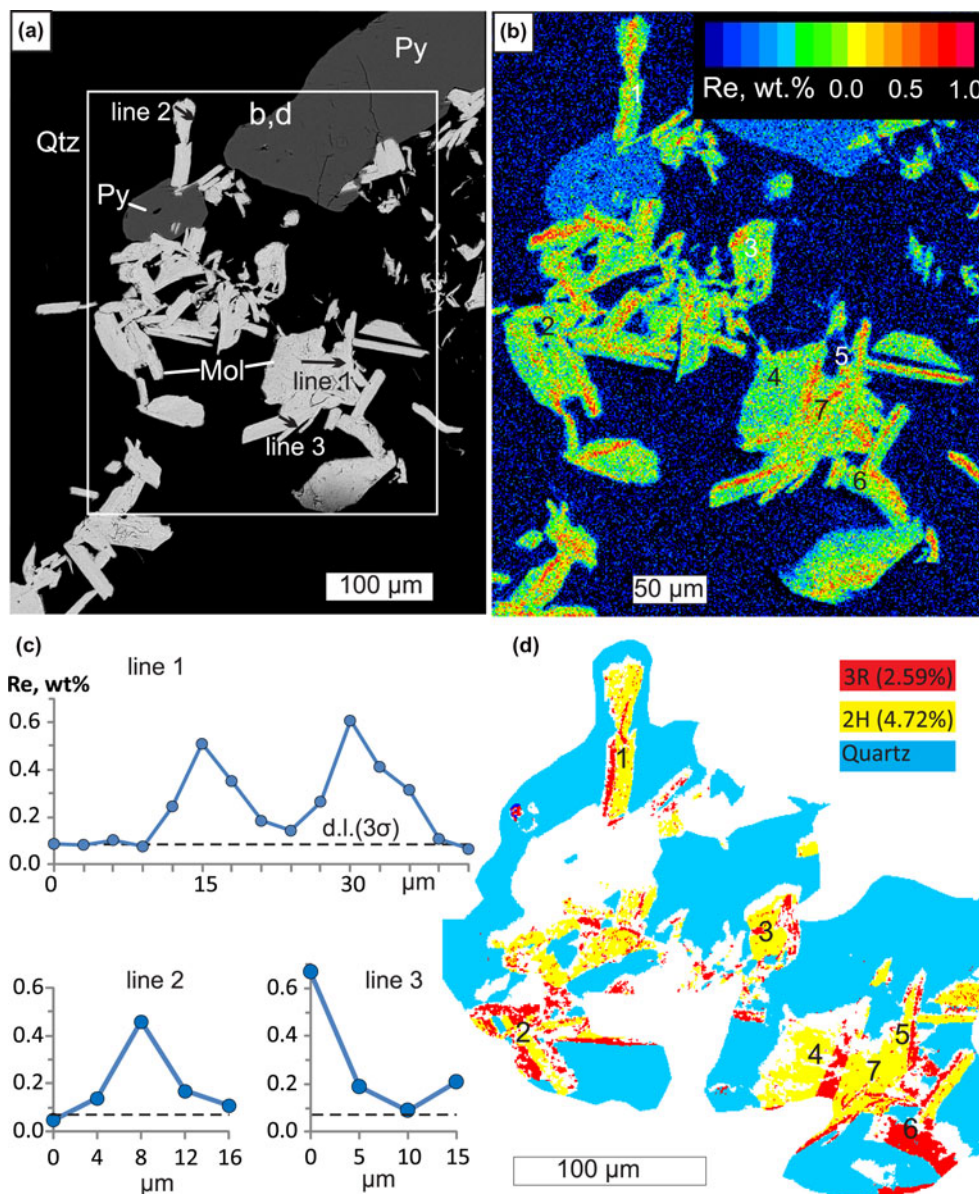 (a)
Py
line 2
b,d
Qtz
Py
Mol
line 1
line 3
100 µm
(b)
Re, wt.% 0.0 0.5 1.0
1
3
2
5
4
7
6
50 µm
(c)
line 1
Re, wt%
0.6
0.4
0.2
d.l.(3σ)
0.0
0 15 30 µm
line 2
0.6
0.4
0.2
0.0
0 4 8 12 16
µm
line 3
0.6
0.4
0.2
0.0
0 5 10 15
µm
(d)
3R (2.59%)
2H (4.72%)
Quartz
1
3
2
5
4
7
6
100 µm